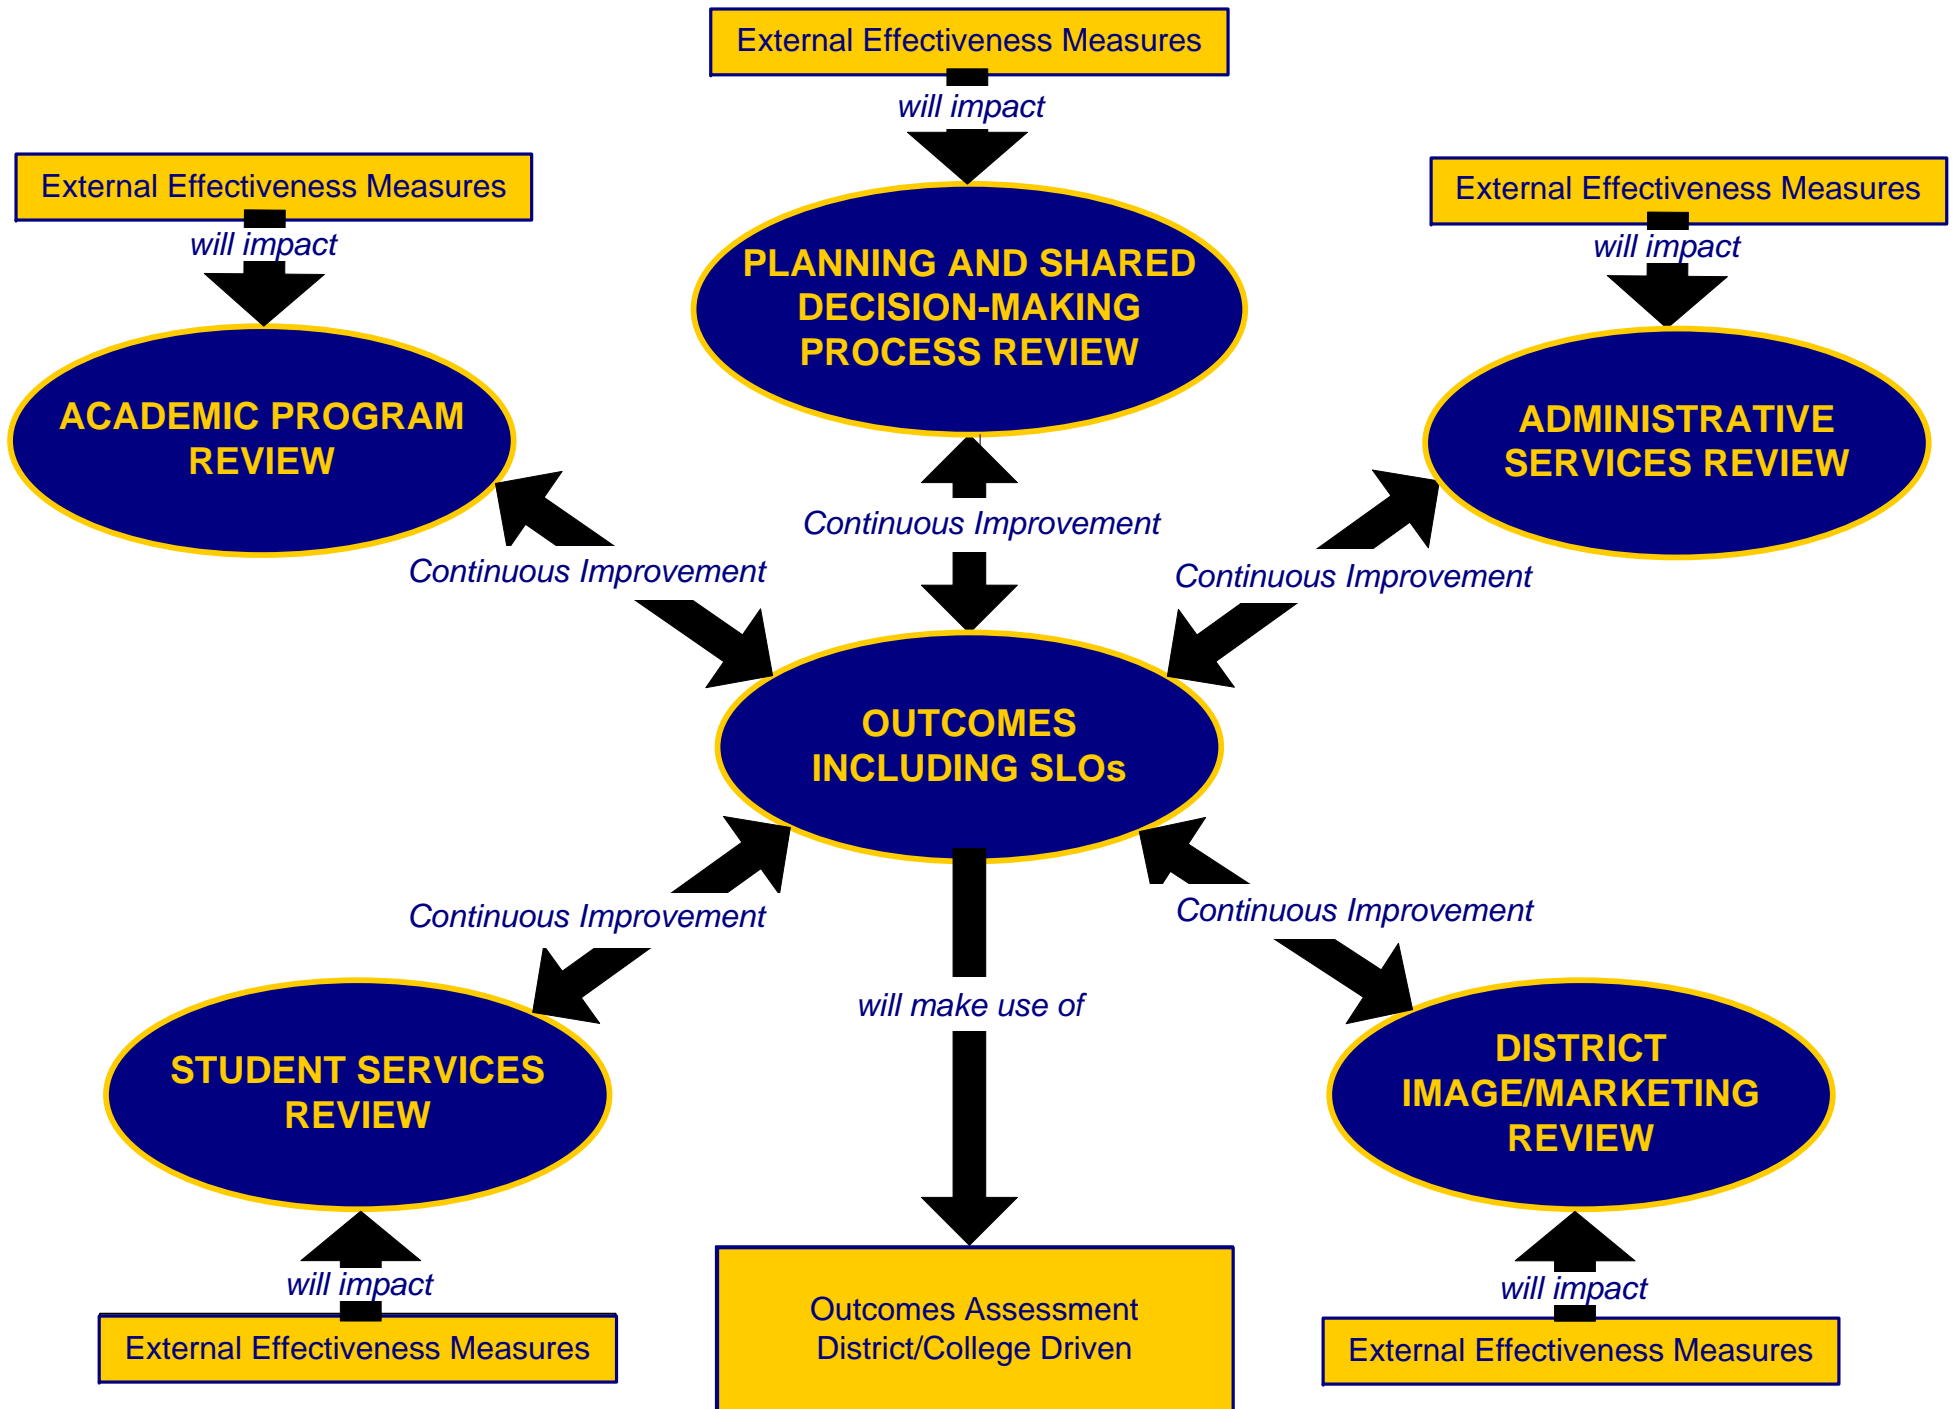 External Effectiveness Measures
will impact
External Effectiveness Measures
will impact
External Effectiveness Measures
will impact
PLANNING AND SHARED
DECISION-MAKING
PROCESS REVIEW
ACADEMIC PROGRAM
REVIEW
ADMINISTRATIVE
SERVICES REVIEW
Continuous Improvement
Continuous Improvement
Continuous Improvement
OUTCOMES
INCLUDING SLOs
Continuous Improvement
Continuous Improvement
will make use of
STUDENT SERVICES
REVIEW
DISTRICT
IMAGE/MARKETING
REVIEW
will impact
External Effectiveness Measures
Outcomes Assessment
District/College Driven
will impact
External Effectiveness Measures